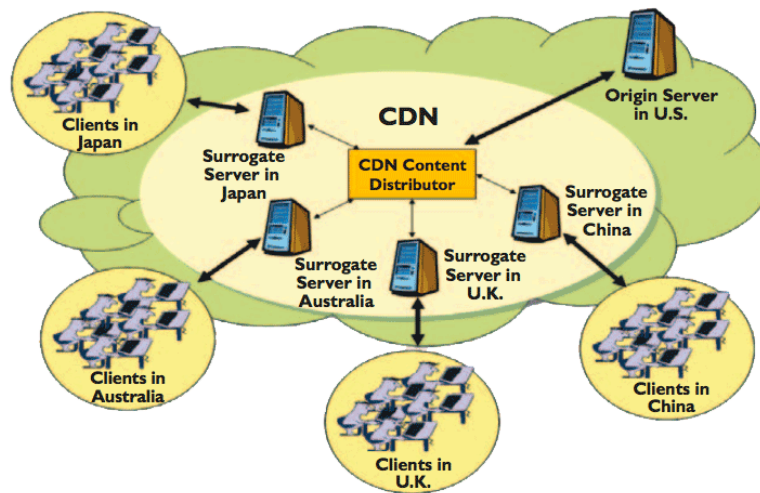 CDN
Origin Server
in U.S.
Clients in
Japan
Surrogate
Server in
Japan
CDN Content
Distributor
Surrogate
Server in
China
Surrogate
Server in
Australia
Surrogate
Server in
U.K.
Clients in
Australia
Clients in
U.K.
Clients in
China